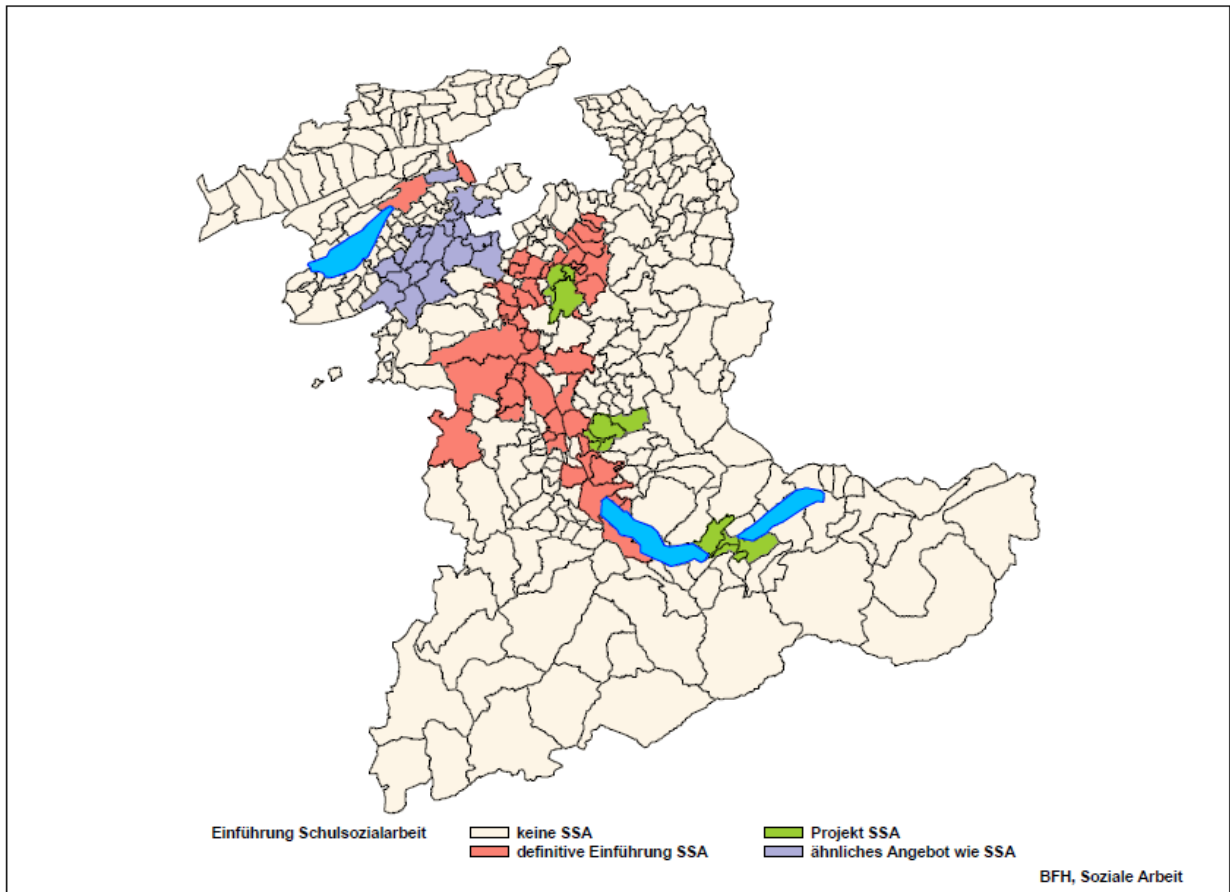 Einführung Schulsozialarbeit
keine SSA
definitive Einführung SSA
Projekt SSA
ähnliches Angebot wie SSA
BFH, Soziale Arbeit